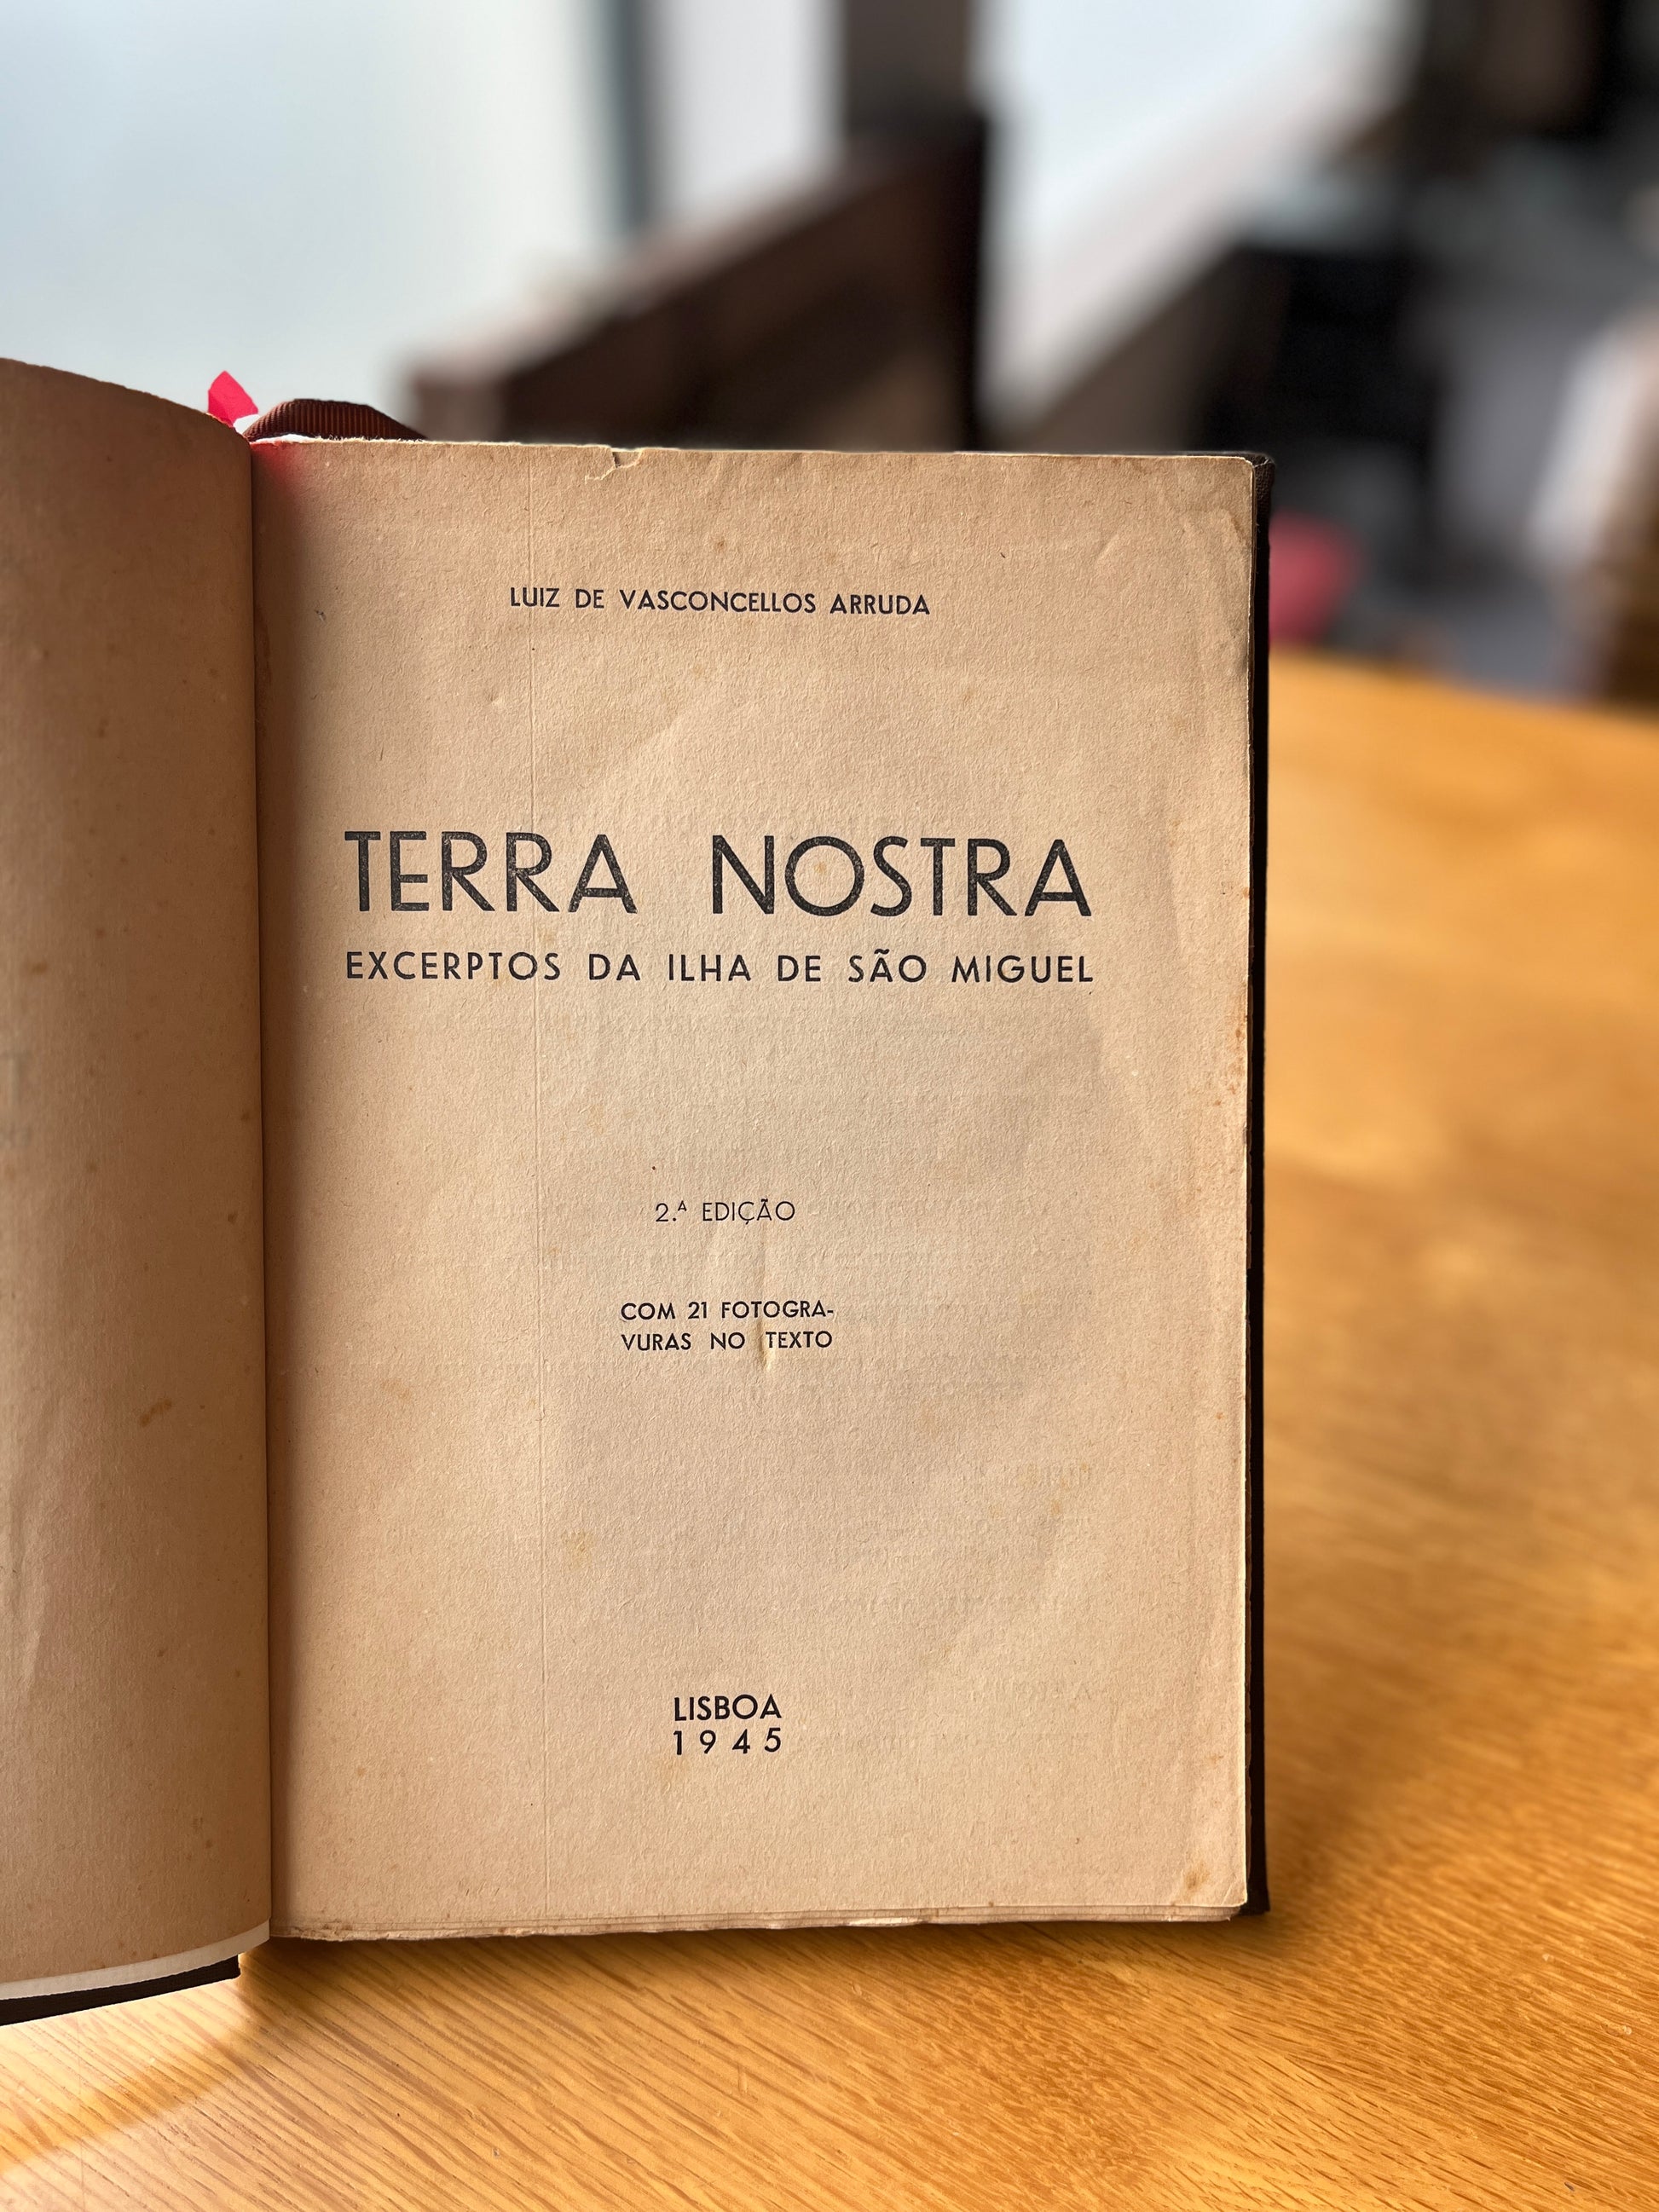 LUIZ DE VASCONCELLOS ARRUDA
TERRA NOSTRA
EXCERPTOS DA ILHA DE SÃO MIGUEL
2.ª EDIÇÃO
COM 21 FOTOGRA-
VURAS NO TEXTO
LISBOA
1945